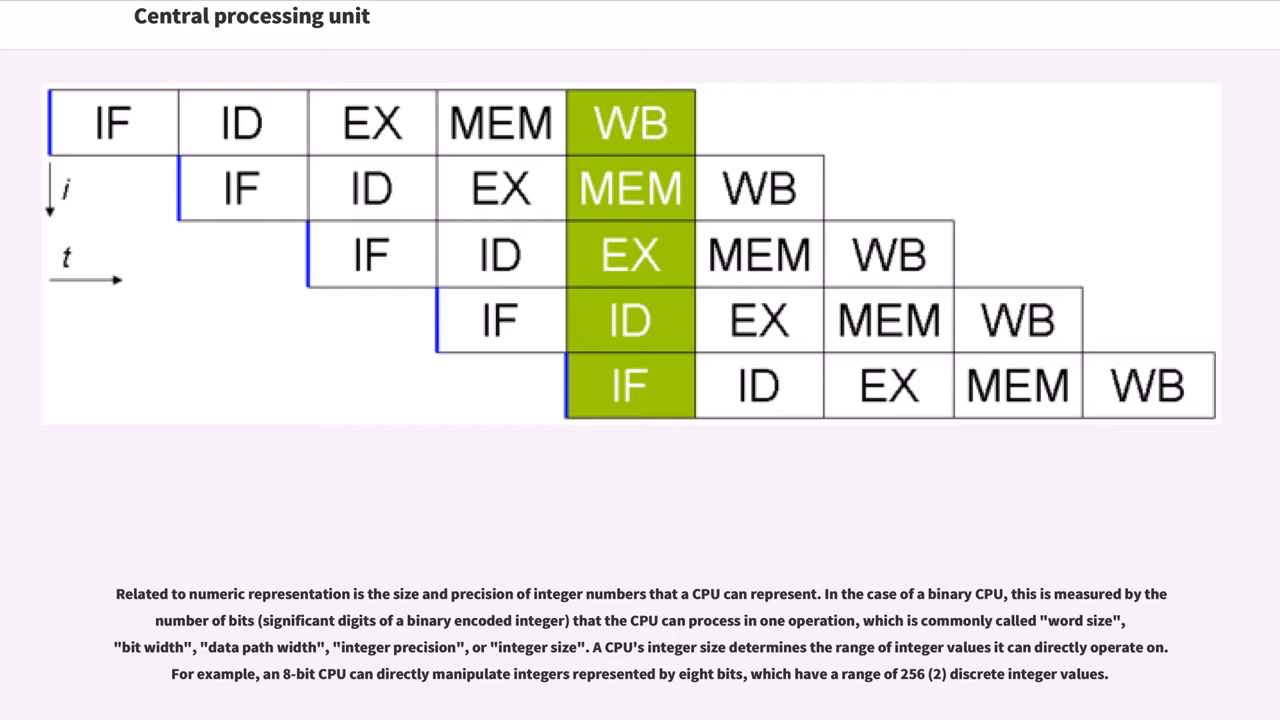 Central processing unit
IF ID EX MEM WB
i IF ID EX MEM WB
t IF ID EX MEM WB
IF ID EX MEM WB
IF ID EX MEM WB
Related to numeric representation is the size and precision of integer numbers that a CPU can represent. In the case of a binary CPU, this is measured by the
number of bits (significant digits of a binary encoded integer) that the CPU can process in one operation, which is commonly called "word size",
"bit width", "data path width", "integer precision", or "integer size". A CPU's integer size determines the range of integer values it can directly operate on.
For example, an 8-bit CPU can directly manipulate integers represented by eight bits, which have a range of 256 (2) discrete integer values.